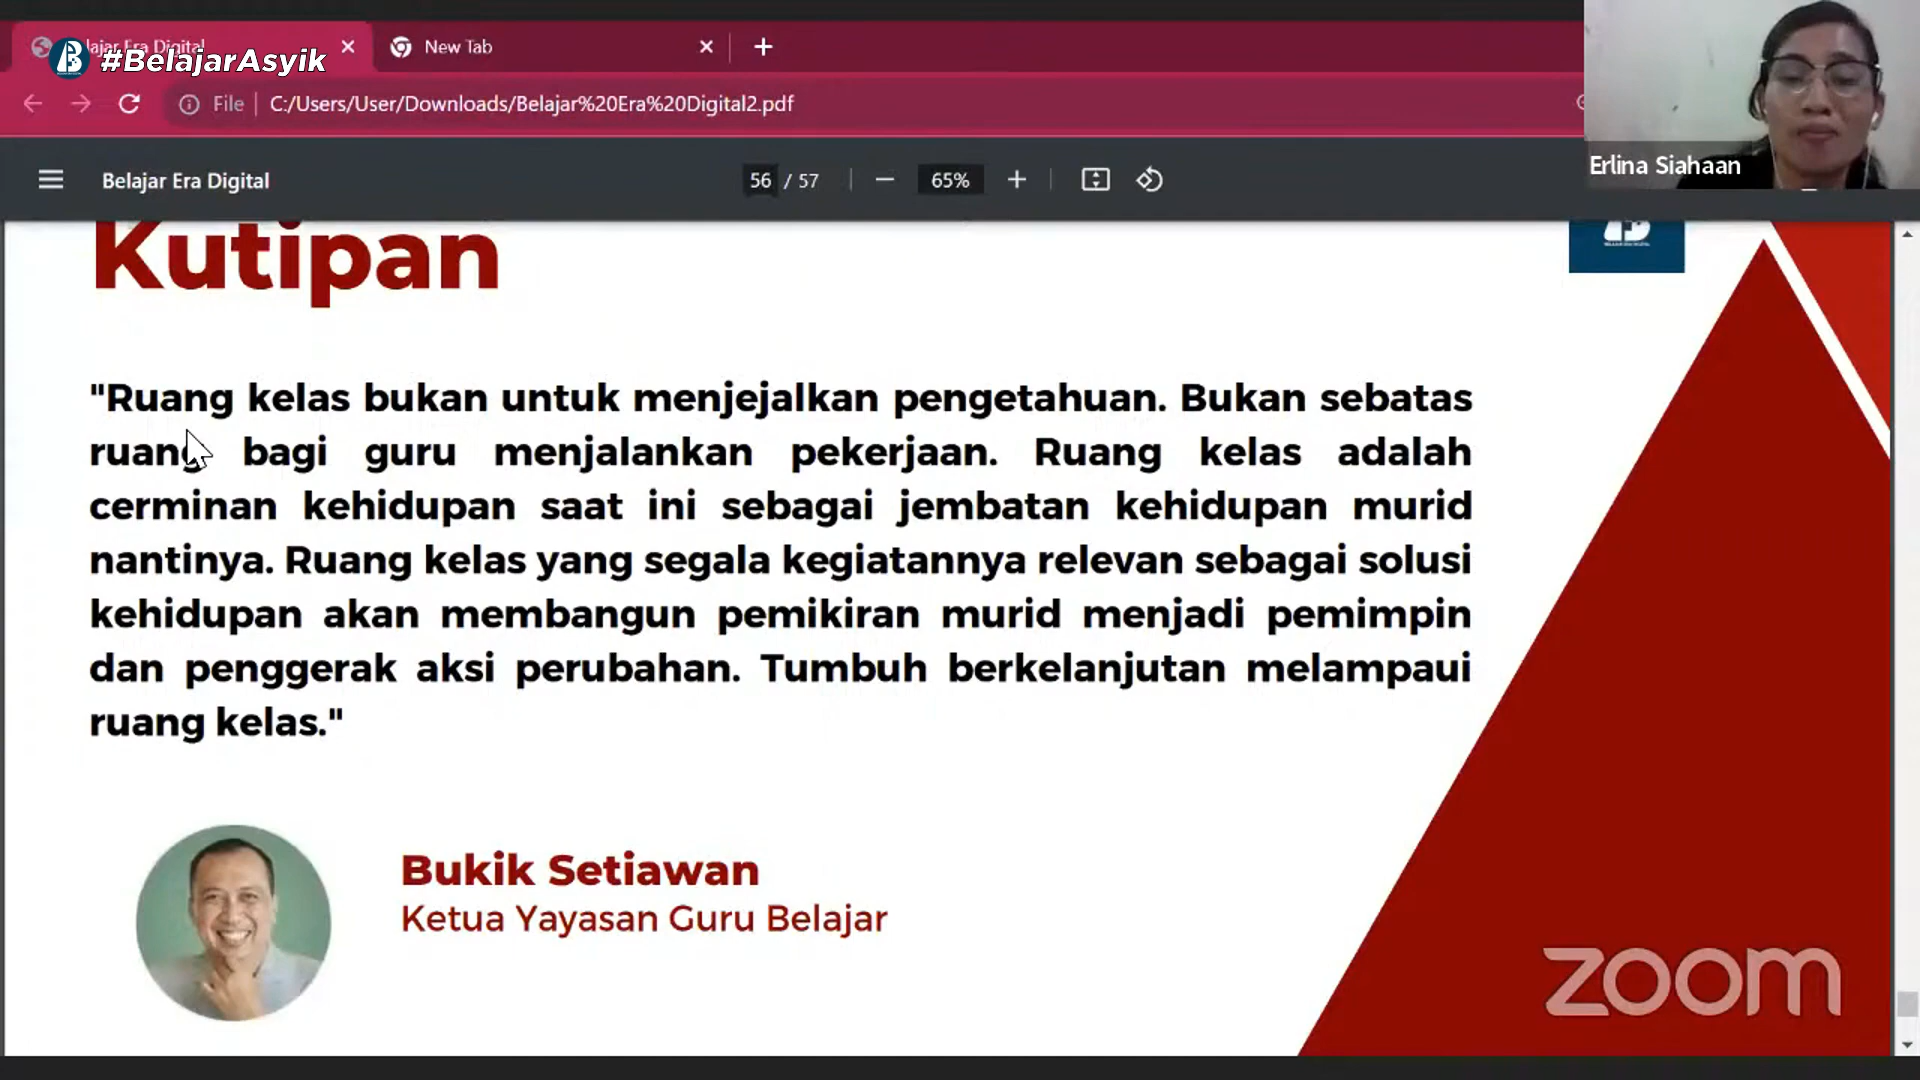 #BelajarAsyik
New Tab
File
C:/Users/User/Downloads/Belajar%20Era%20Digital2.pdf
Erlina Siahaan
Belajar Era Digital
56 / 57
65%
Kutipan
"Ruang kelas bukan untuk menjejalkan pengetahuan. Bukan sebatas
ruang bagi guru menjalankan pekerjaan. Ruang kelas adalah
cerminan kehidupan saat ini sebagai jembatan kehidupan murid
nantinya. Ruang kelas yang segala kegiatannya relevan sebagai solusi
kehidupan akan membangun pemikiran murid menjadi pemimpin
dan penggerak aksi perubahan. Tumbuh berkelanjutan melampaui
ruang kelas."
Bukik Setiawan
Ketua Yayasan Guru Belajar
zoom